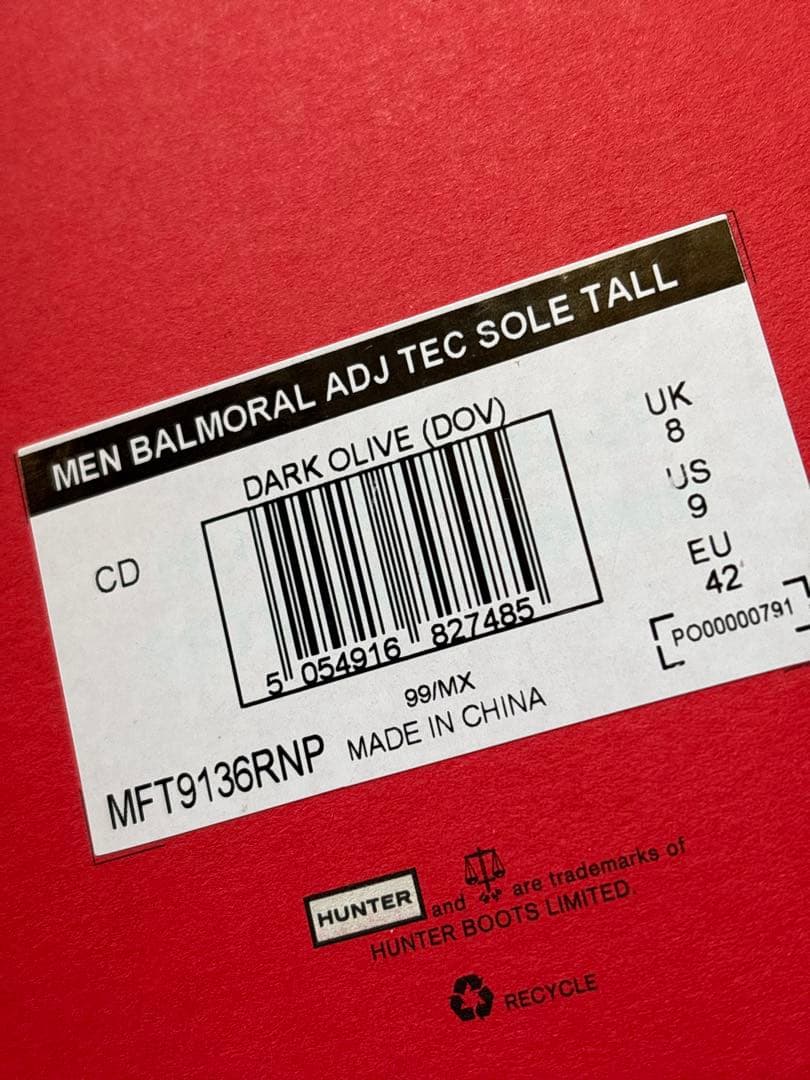 MEN BALMORAL ADJ TEC SOLE TALL
DARK OLIVE (DOV)
CD
UK
8
US
9
EU
42
5 054916 827485
PO00000791
99/MX
MADE IN CHINA
MFT9136RNP
HUNTER and are trademarks of
HUNTER BOOTS LIMITED
RECYCLE